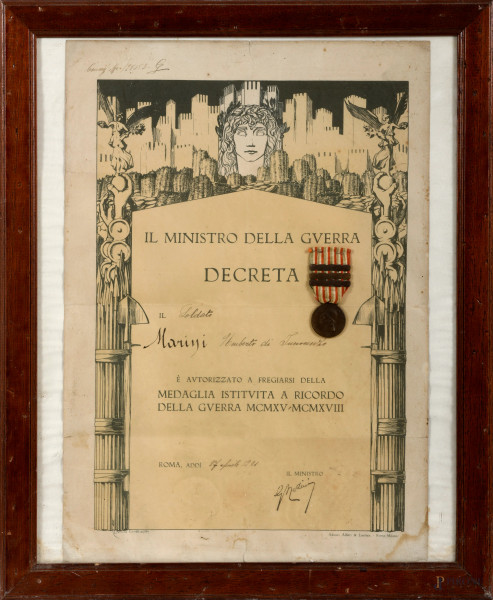 IL MINISTRO DELLA GVERRA
DECRETA
IL Soldato
Marini Umberto di
È AVTORIZZATO A FREGIARSI DELLA
MEDAGLIA ISTITVITA A RICORDO
DELLA GVERRA MCMXV-MCMXVIII
ROMA, ADDÌ
IL MINISTRO